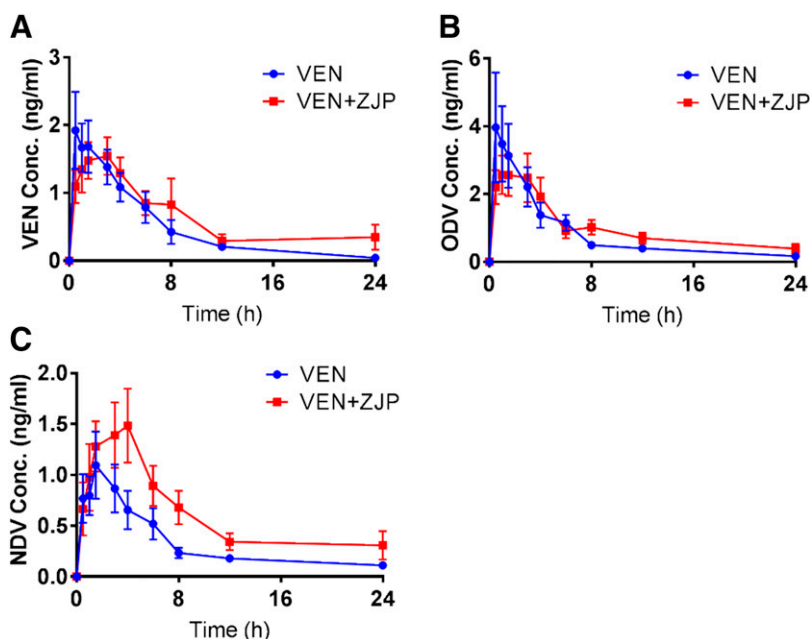 A
VEN Conc. (ng/ml)
3
2
1
0
0
8
16
24
Time (h)
VEN
VEN+ZJP
B
ODV Conc. (ng/ml)
6
4
2
0
0
8
16
24
Time (h)
VEN
VEN+ZJP
C
NDV Conc. (ng/ml)
2.0
1.5
1.0
0.5
0.0
0
8
16
24
Time (h)
VEN
VEN+ZJP